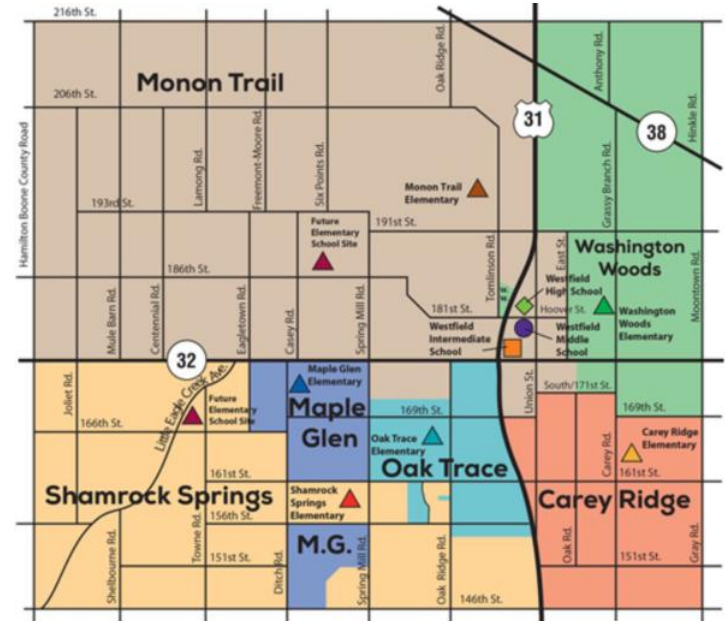 216th St.
Monon Trail
Oak Ridge Rd.
Anthony Rd.
Hinkle Rd.
206th St.
31
38
Hamilton Boone County Road
Lamong Rd.
Freemont-Moore Rd.
Six Points Rd.
Grassy Branch Rd.
Monon Trail
Elementary
193rd St.
Future
Elementary
School Site
191st St.
Tomlinson Rd.
East St.
Washington
Woods
186th St.
Westfield
High School
Mule Barn Rd.
Centennial Rd.
Eagletown Rd.
Casey Rd.
Spring Mill Rd.
181st St.
Hoover St.
Washington
Woods
Elementary
Moontown Rd.
Westfield
Intermediate
School
Westfield
Middle
School
32
Joliet Rd.
Little Eagle Creek Ave.
Maple Glen
Elementary
Maple
Glen
Union St.
South/171st St.
166th St.
Future
Elementary
School Site
169th St.
169th St.
Oak Trace
Elementary
Oak Trace
Carey Rd.
Carey Ridge
Elementary
161st St.
161st St.
Shamrock Springs
Shamrock
Springs
Elementary
Carey Ridge
156th St.
Shelbourne Rd.
Towne Rd.
151st St.
Ditch Rd.
M.G.
Spring Mill Rd.
Oak Ridge Rd.
Oak Rd.
151st St.
Gray Rd.
146th St.